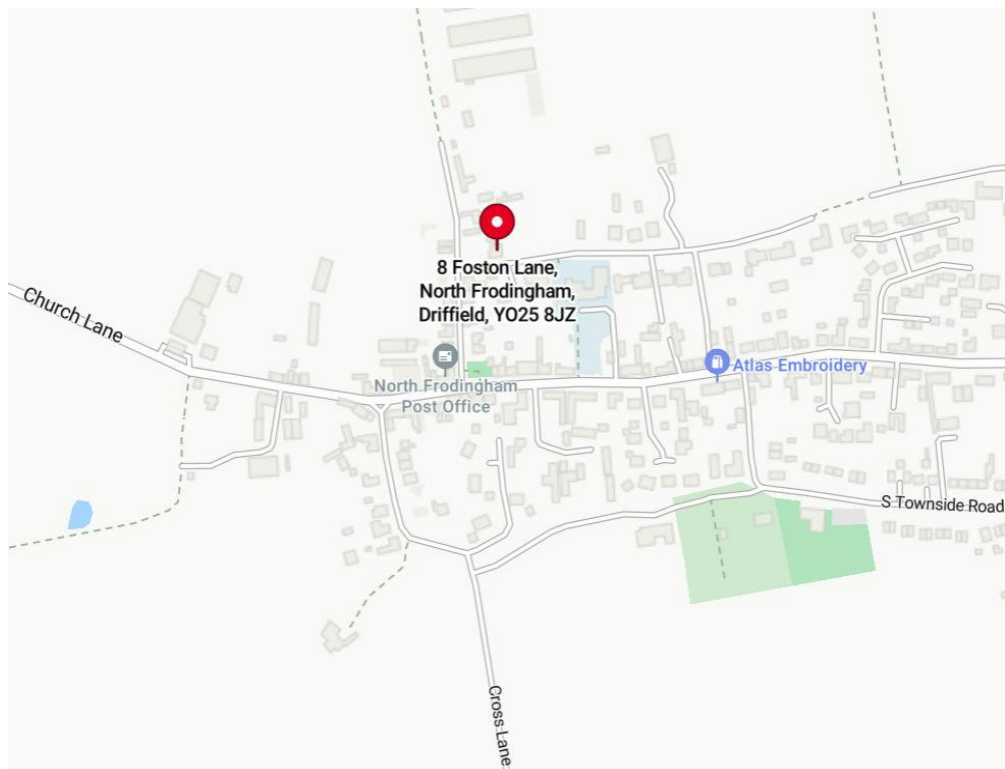 8 Foston Lane,
North Frodingham,
Driffield, YO25 8JZ
Church Lane
North Frodingham
Post Office
Atlas Embroidery
S Townside Road
Cross Lane